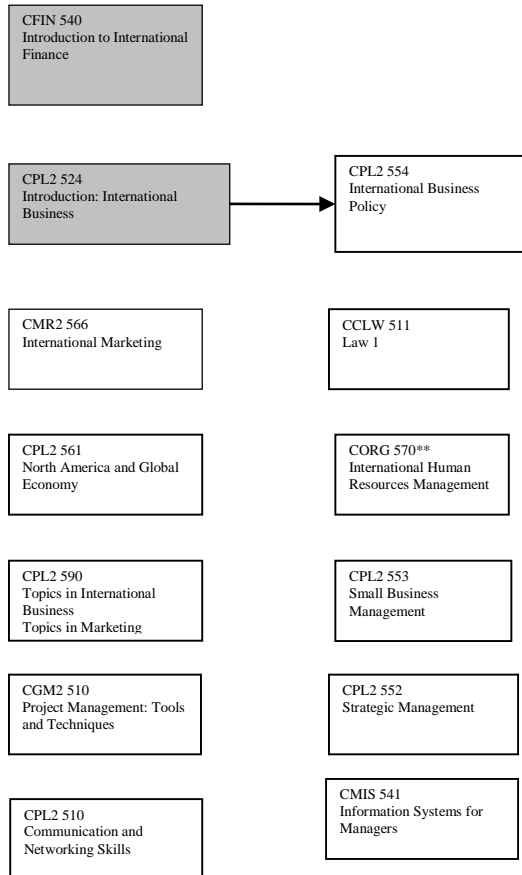 CFIN 540
Introduction to International
Finance
CPL2 524
Introduction: International
Business
CPL2 554
International Business
Policy
CMR2 566
International Marketing
CCLW 511
Law 1
CPL2 561
North America and Global
Economy
CORG 570**
International Human
Resources Management
CPL2 590
Topics in International
Business
Topics in Marketing
CPL2 553
Small Business
Management
CGM2 510
Project Management: Tools
and Techniques
CPL2 552
Strategic Management
CPL2 510
Communication and
Networking Skills
CMIS 541
Information Systems for
Managers